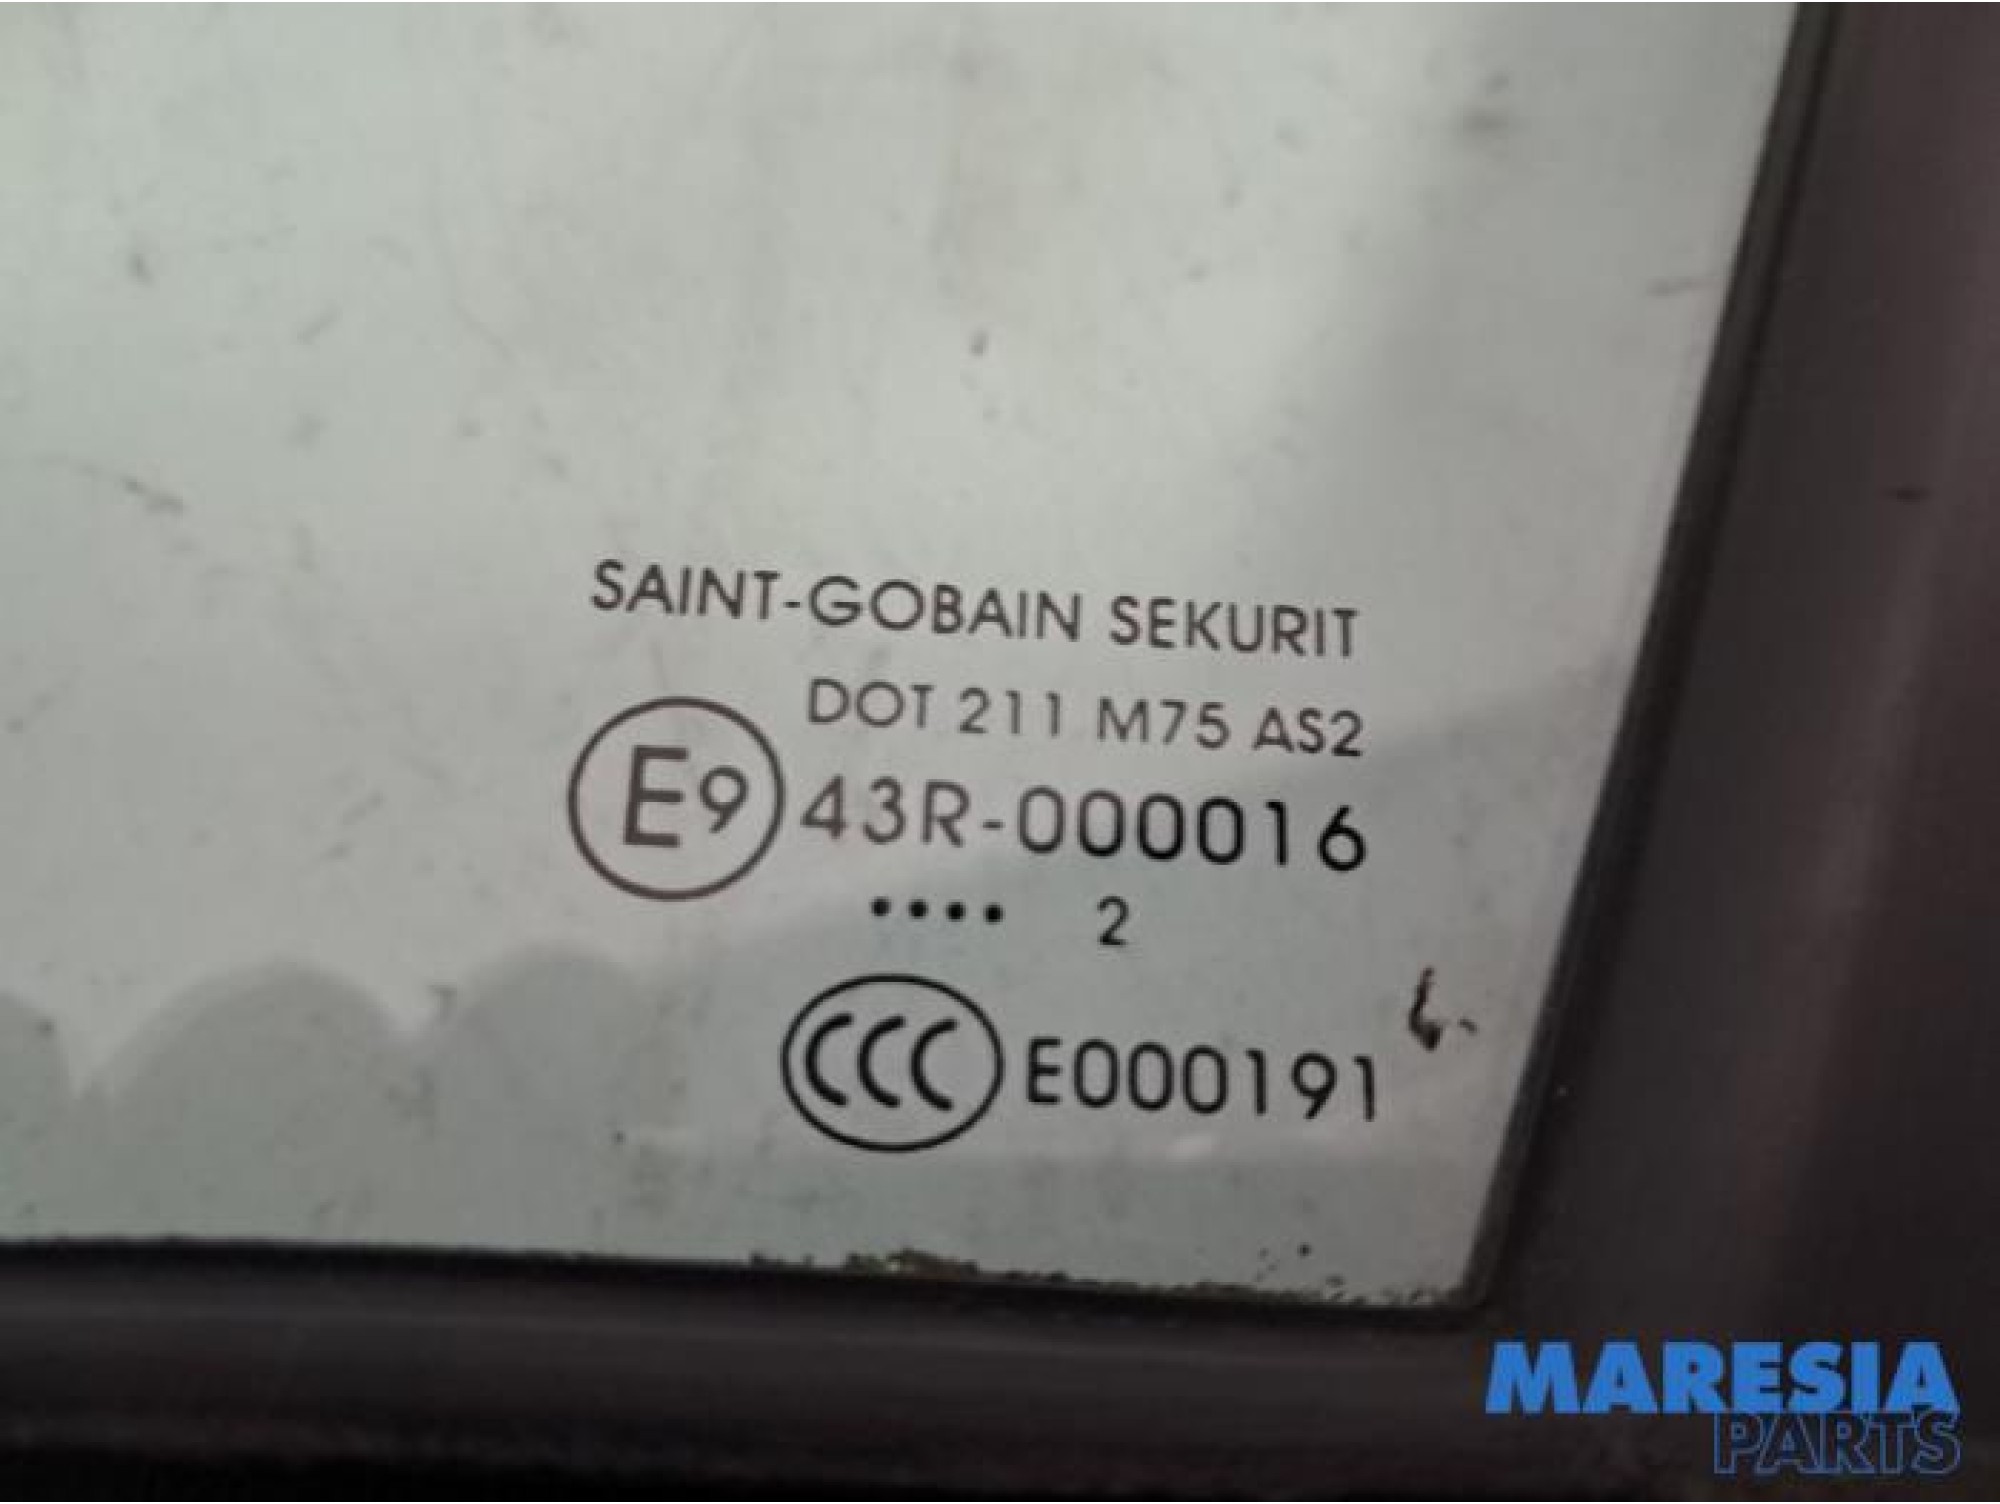 SAINT-GOBAIN SEKURIT
DOT 211 M75 AS2
E9 43R-000016
•••• 2
CCC E000191
MARESIA
PARTS